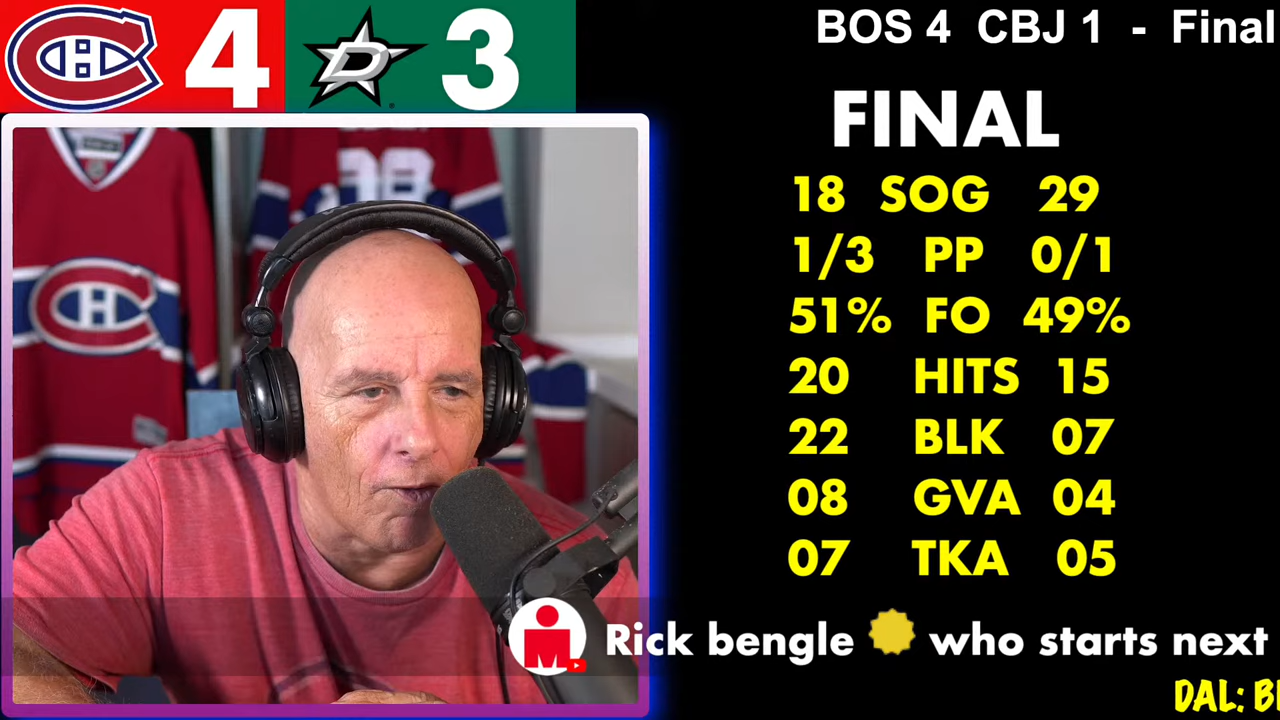 4 3
BOS 4 CBJ 1 - Final
FINAL
18 SOG 29
1/3 PP 0/1
51% FO 49%
20 HITS 15
22 BLK 07
08 GVA 04
07 TKA 05
Rick bengle who starts next
DAL: